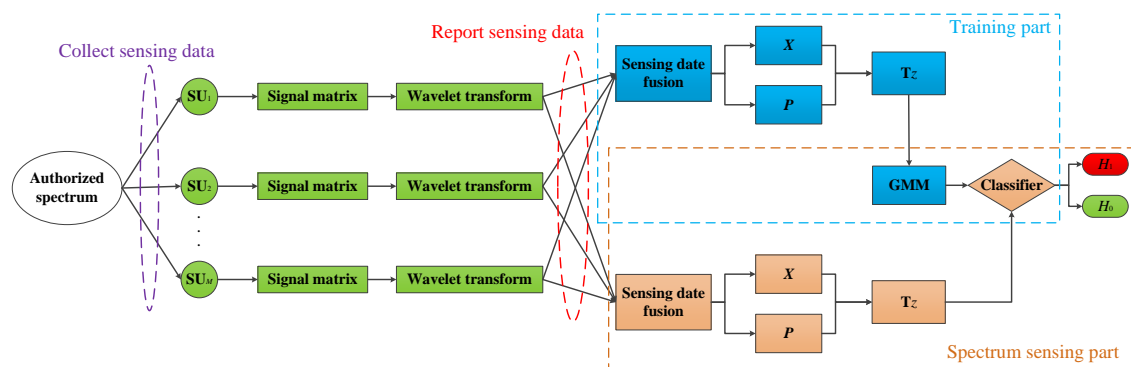 Collect sensing data
Report sensing data
Training part
Authorized
spectrum
SU1
Signal matrix
Wavelet transform
SU2
Signal matrix
Wavelet transform
.
.
.
SUM
Signal matrix
Wavelet transform
Sensing date
fusion
X
P
Tz
GMM
Classifier
H1
H0
Sensing date
fusion
X
P
Tz
Spectrum sensing part